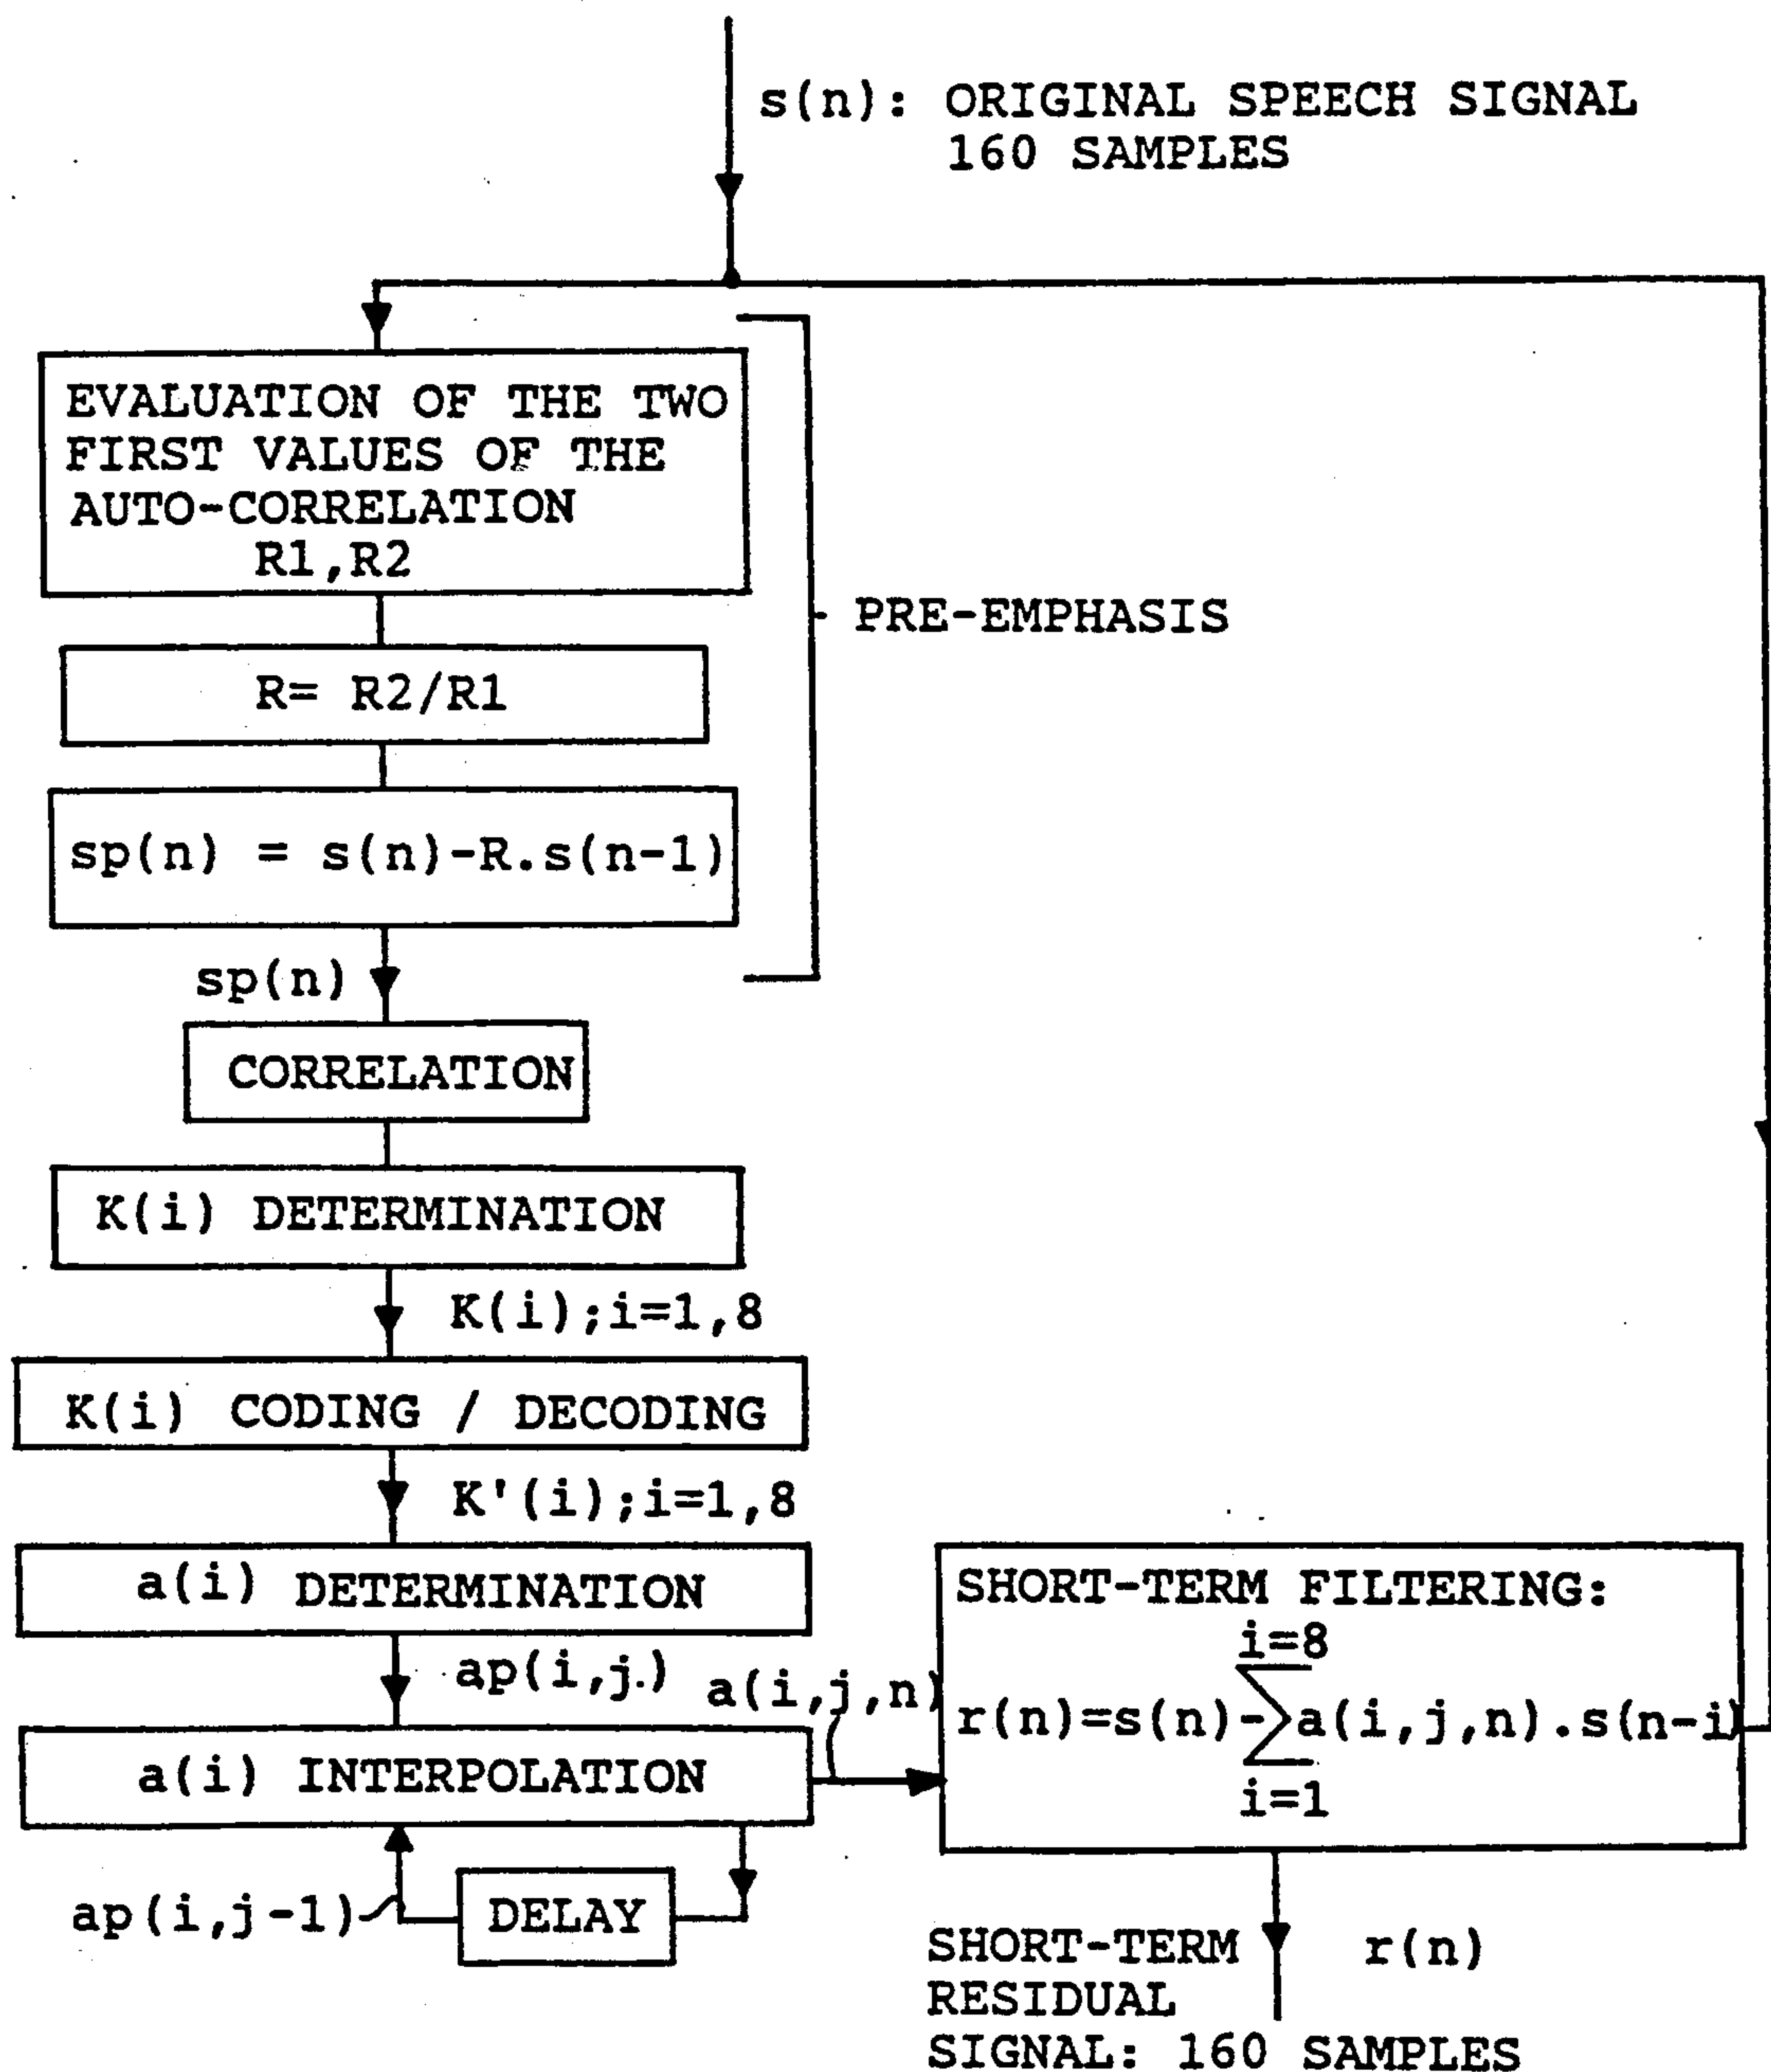 s(n): ORIGINAL SPEECH SIGNAL
160 SAMPLES
EVALUATION OF THE TWO
FIRST VALUES OF THE
AUTO-CORRELATION
R1,R2
PRE-EMPHASIS
R= R2/R1
sp(n) = s(n)-R.s(n-1)
sp(n)
CORRELATION
K(i) DETERMINATION
K(i);i=1,8
K(i) CODING / DECODING
K'(i);i=1,8
a(i) DETERMINATION
ap(i,j)
a(i) INTERPOLATION
a(i,j,n)
ap(i,j-1)
DELAY
SHORT-TERM FILTERING:
i=8
r(n)=s(n)-∑a(i,j,n).s(n-i)
i=1
SHORT-TERM
r(n)
RESIDUAL
SIGNAL: 160 SAMPLES